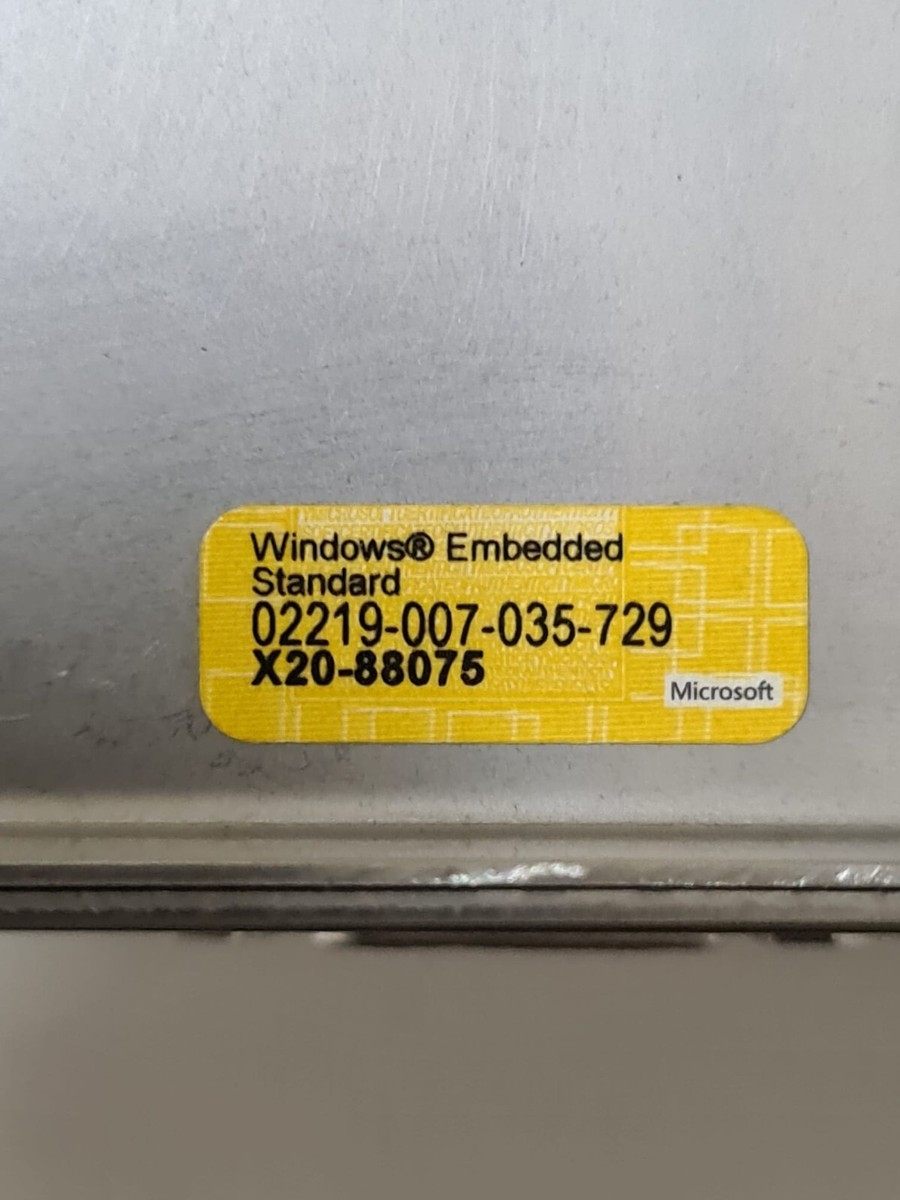 Windows® Embedded
Standard
02219-007-035-729
X20-88075
Microsoft